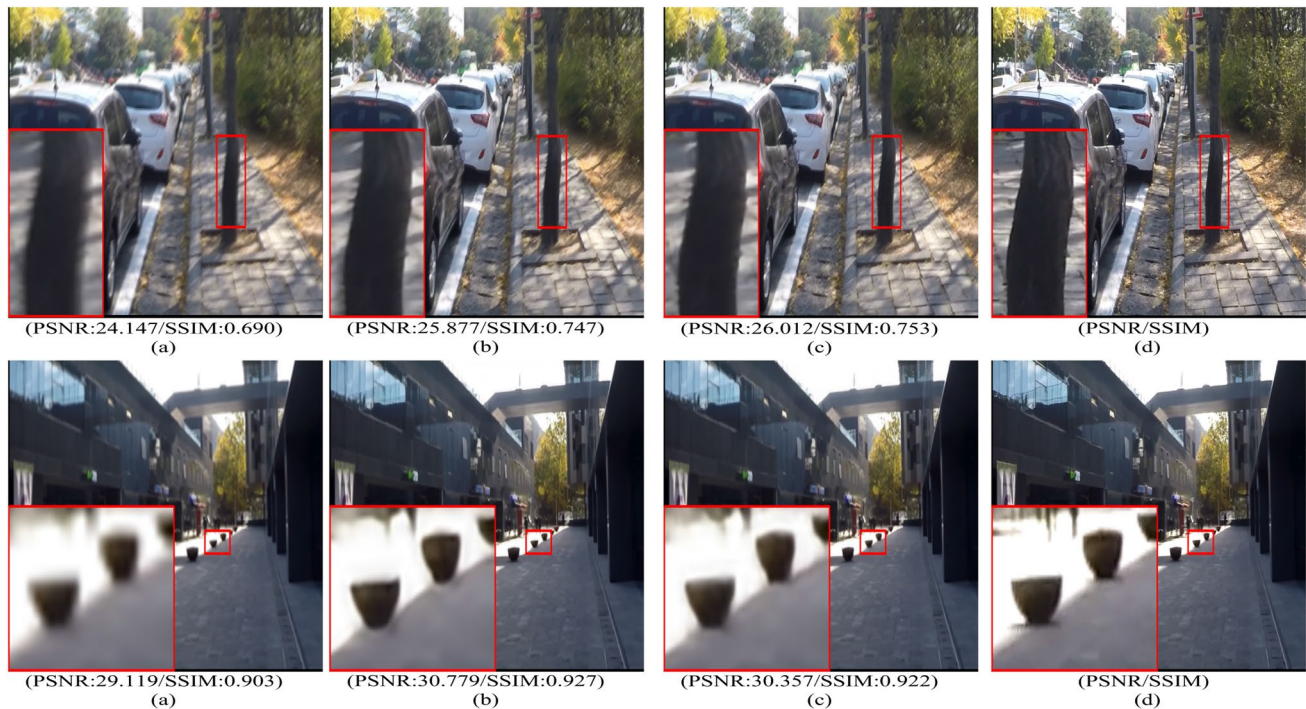 (PSNR:24.147/SSIM:0.690) (PSNR:25.877/SSIM:0.747) (PSNR:26.012/SSIM:0.753) (PSNR/SSIM)
(a) (b) (c) (d)
(PSNR:29.119/SSIM:0.903) (PSNR:30.779/SSIM:0.927) (PSNR:30.357/SSIM:0.922) (PSNR/SSIM)
(a) (b) (c) (d)